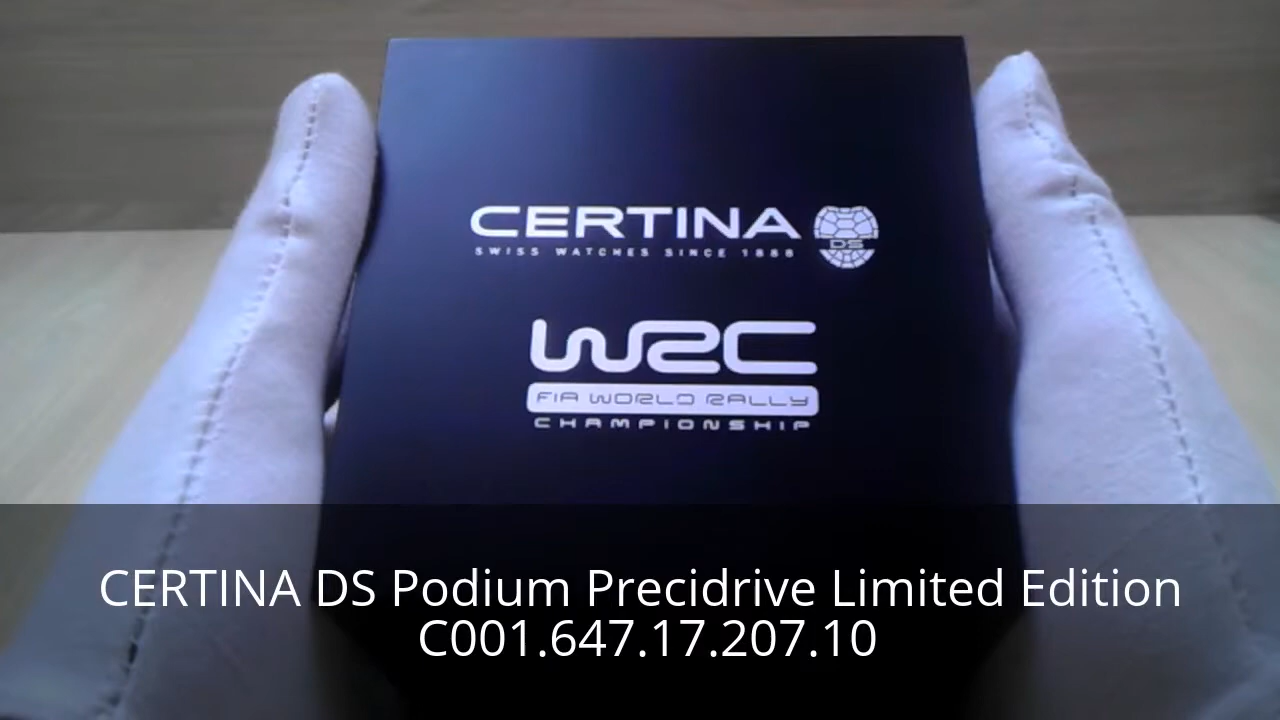 CERTINA
SWISS WATCHES SINCE 1888
DS
WRC
FIA WORLD RALLY
CHAMPIONSHIP
CERTINA DS Podium Precidrive Limited Edition
C001.647.17.207.10